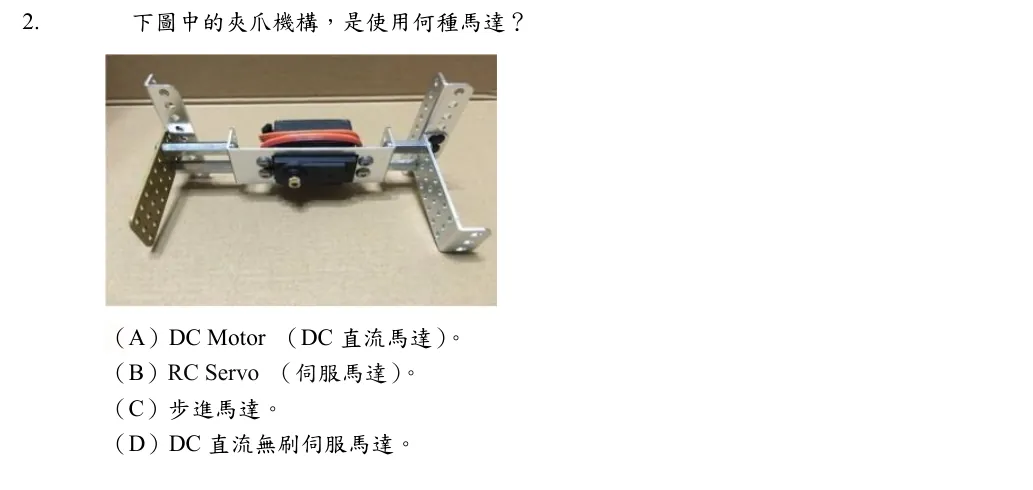 2. 下圖中的夾爪機構，是使用何種馬達？
（A）DC Motor （DC 直流馬達）。
（B）RC Servo （伺服馬達）。
（C）步進馬達。
（D）DC 直流無刷伺服馬達。